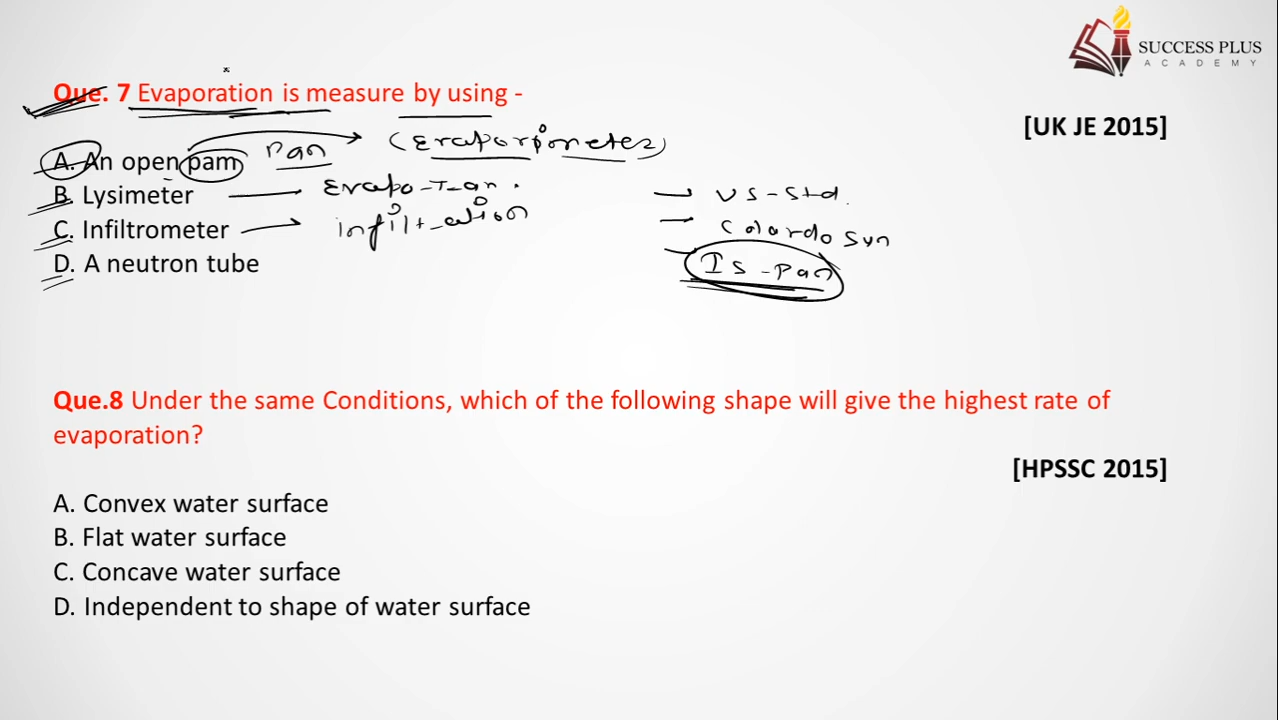 SUCCESS PLUS
ACADEMY
Que. 7 Evaporation is measure by using -
[UK JE 2015]
A. An open pam Pan (Evaporimeter)
B. Lysimeter Evapo-Tran.
US-Std.
C. Infiltrometer infiltration
Colardo Sun
D. A neutron tube
IS-Pan
Que.8 Under the same Conditions, which of the following shape will give the highest rate of
evaporation?
[HPSSC 2015]
A. Convex water surface
B. Flat water surface
C. Concave water surface
D. Independent to shape of water surface